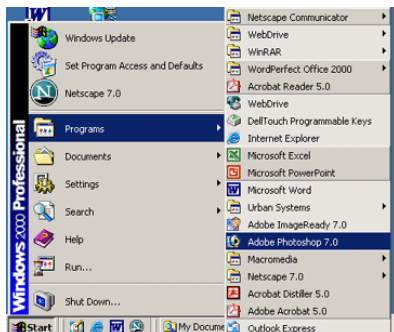 Windows Update
Set Program Access and Defaults
Netscape 7.0
Programs
Documents
Settings
Search
Help
Run...
Shut Down...
Windows 2000 Professional
Netscape Communicator
WebDrive
WinRAR
WordPerfect Office 2000
Acrobat Reader 5.0
WebDrive
DellTouch Programmable Keys
Internet Explorer
Microsoft Excel
Microsoft PowerPoint
Microsoft Word
Urban Systems
Adobe ImageReady 7.0
Adobe Photoshop 7.0
Macromedia
Netscape 7.0
Acrobat Distiller 5.0
Adobe Acrobat 5.0
Outlook Express
Start
My Docume